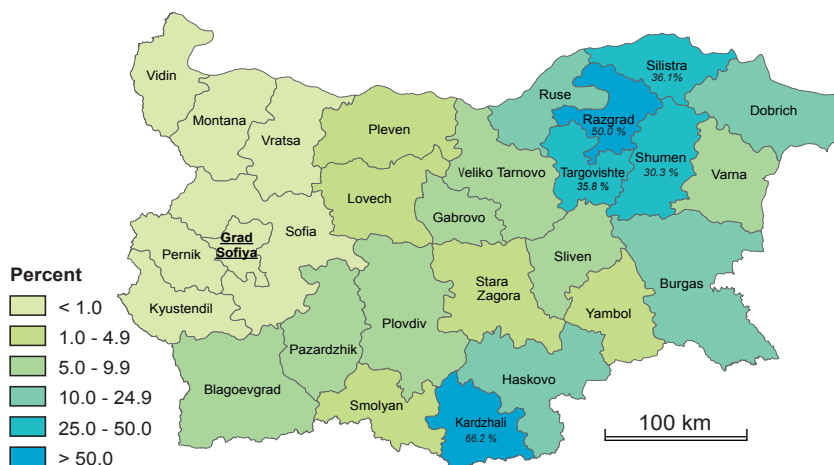 Vidin
Montana
Vratsa
Pleven
Lovech
Veliko Tarnovo
Gabrovo
Ruse
Silistra
36.1%
Razgrad
50.0 %
Dobrich
Targovishte
35.8 %
Shumen
30.3 %
Varna
Grad
Sofiya
Sofia
Pernik
Kyustendil
Pazardzhik
Plovdiv
Stara
Zagora
Sliven
Yambol
Burgas
Blagoevgrad
Smolyan
Haskovo
Kardzhali
66.2 %
Percent
< 1.0
1.0 - 4.9
5.0 - 9.9
10.0 - 24.9
25.0 - 50.0
> 50.0
100 km